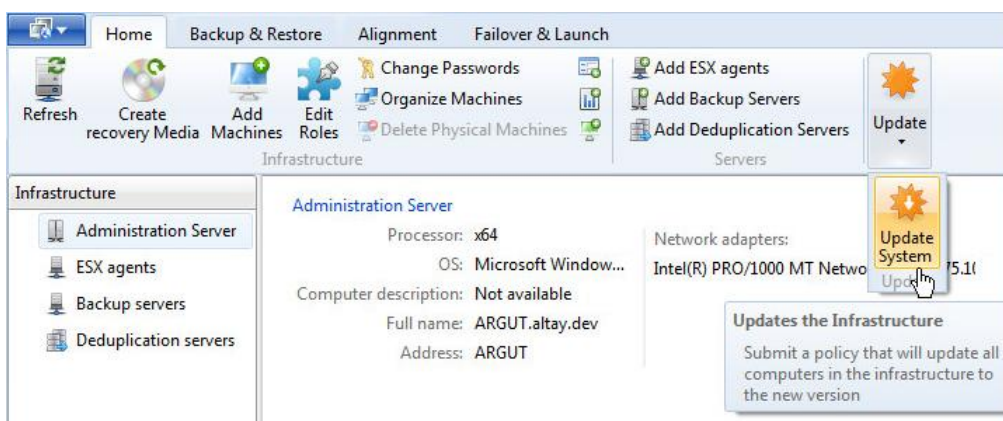 Home Backup & Restore Alignment Failover & Launch
Refresh
Create recovery Media
Add Machines
Edit Roles
Change Passwords
Organize Machines
Delete Physical Machines
Infrastructure
Add ESX agents
Add Backup Servers
Add Deduplication Servers
Servers
Update
Update
System
Infrastructure
Administration Server
ESX agents
Backup servers
Deduplication servers
Administration Server
Processor: x64
OS: Microsoft Window...
Computer description: Not available
Full name: ARGUT.altay.dev
Address: ARGUT
Network adapters:
Intel(R) PRO/1000 MT Netwo
Updates the Infrastructure
Submit a policy that will update all
computers in the infrastructure to
the new version